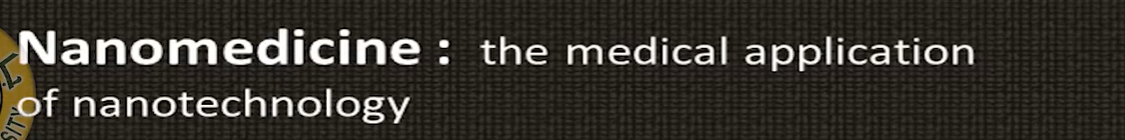 Nanomedicine : the medical application
of nanotechnology